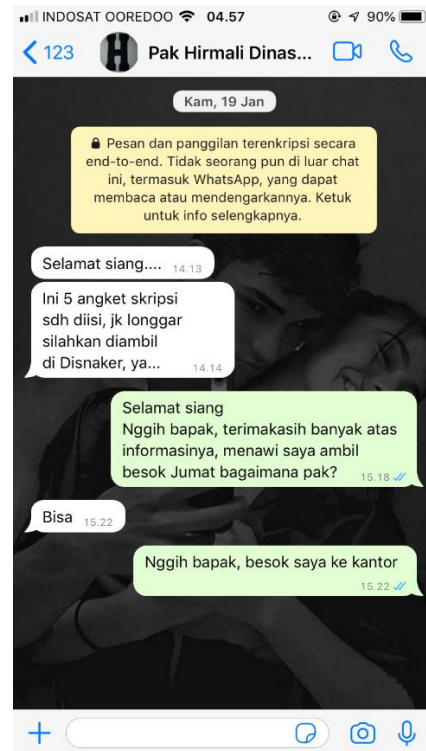 INDOSAT OOREDOO 04.57 90%
123 Pak Hirmali Dinas...
Kam, 19 Jan
Pesan dan panggilan terenkripsi secara
end-to-end. Tidak seorang pun di luar chat
ini, termasuk WhatsApp, yang dapat
membaca atau mendengarkannya. Ketuk
untuk info selengkapnya.
Selamat siang.... 14.13
Ini 5 angket skripsi
sdh diisi, jk longgar
silahkan diambil
di Disnaker, ya... 14.14
Selamat siang
Nggih bapak, terimakasih banyak atas
informasinya, menawi saya ambil
besok Jumat bagaimana pak? 15.18
Bisa 15.22
Nggih bapak, besok saya ke kantor
15.22